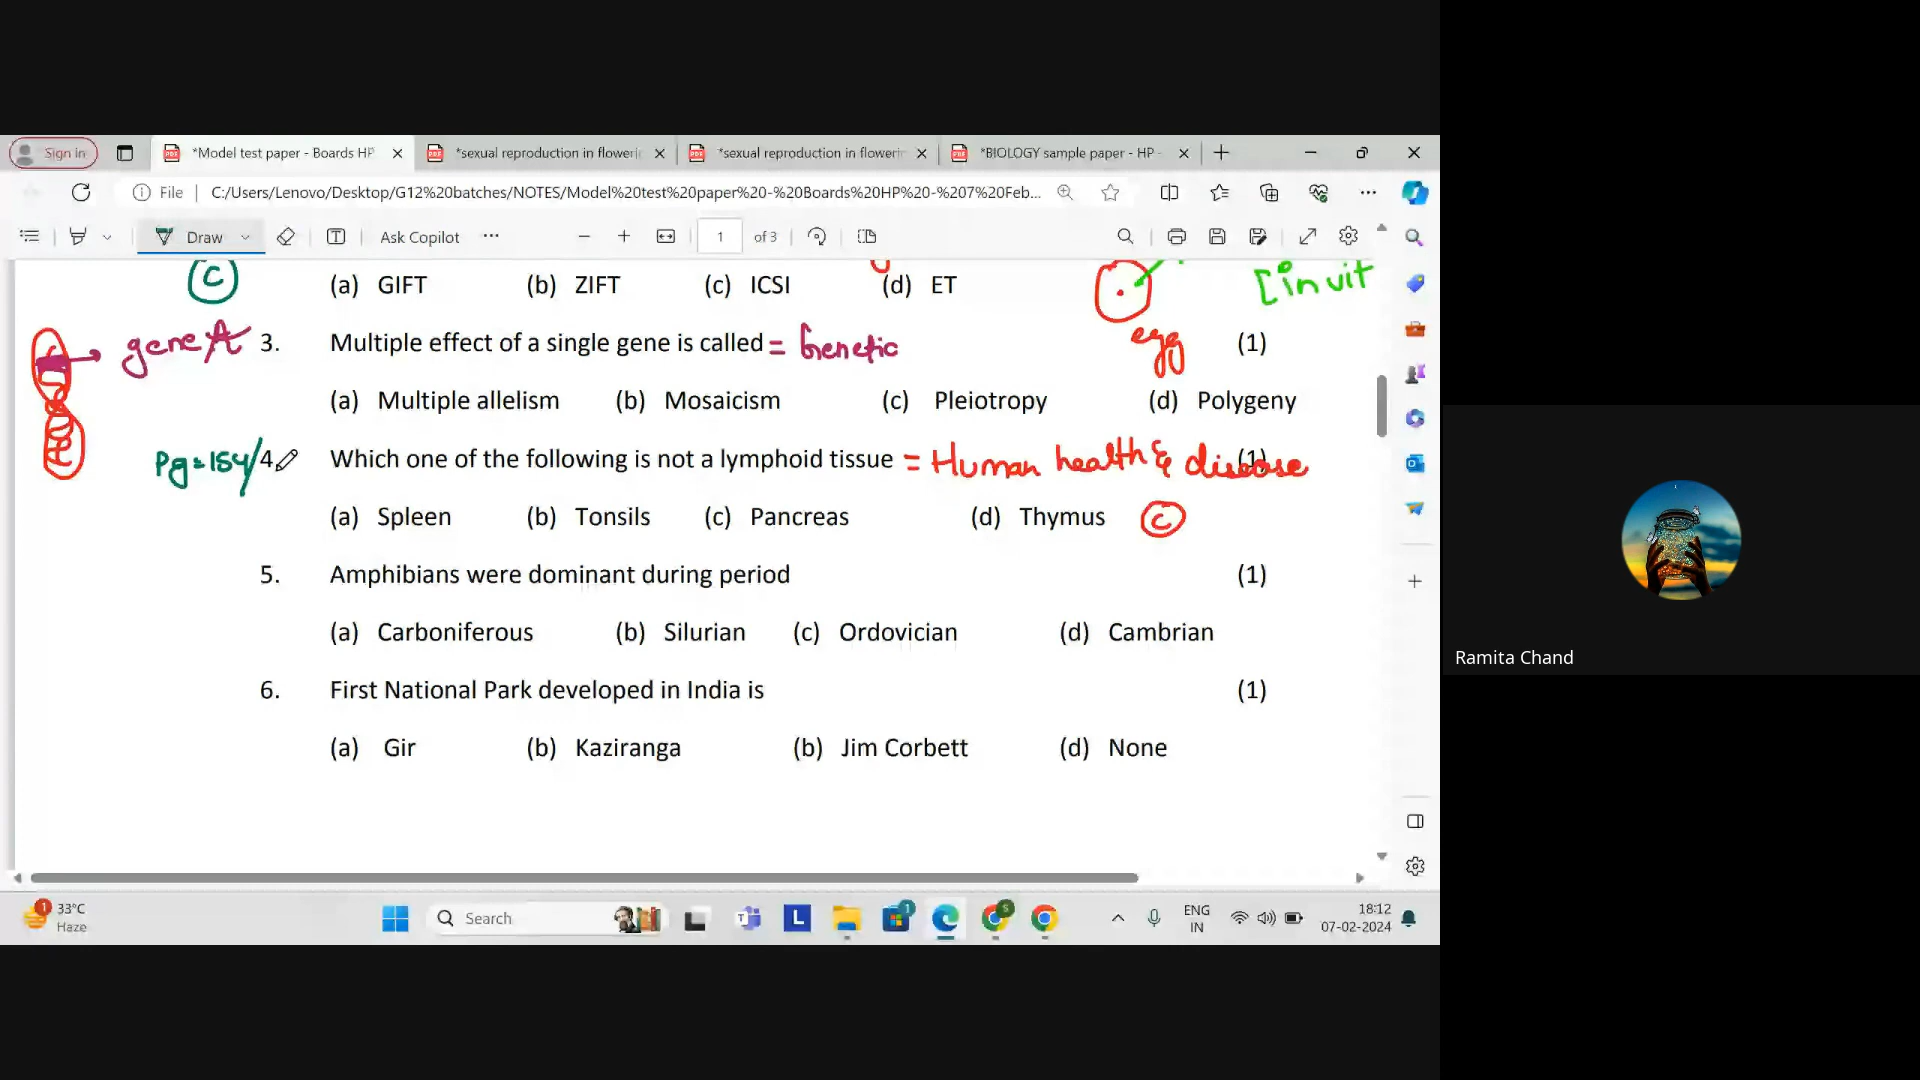 Sign in
*Model test paper - Boards HP
*sexual reproduction in floweri
*sexual reproduction in flowerin
*BIOLOGY sample paper - HP -
File
C:/Users/Lenovo/Desktop/G12%20batches/NOTES/Model%20test%20paper%20-%20Boards%20HP%20-%207%20Feb...
Draw
Ask Copilot
1 of 3
C
(a) GIFT (b) ZIFT (c) ICSI (d) ET
[in vit
gene A 3. Multiple effect of a single gene is called = Genetic egg (1)
(a) Multiple allelism (b) Mosaicism (c) Pleiotropy (d) Polygeny
Pg=154/ 4. Which one of the following is not a lymphoid tissue = Human health & disease (1)
(a) Spleen (b) Tonsils (c) Pancreas (d) Thymus C
5. Amphibians were dominant during period (1)
(a) Carboniferous (b) Silurian (c) Ordovician (d) Cambrian
6. First National Park developed in India is (1)
(a) Gir (b) Kaziranga (b) Jim Corbett (d) None
Ramita Chand
1
33°C
Haze
Search
1
S
ENG
IN
18:12
07-02-2024